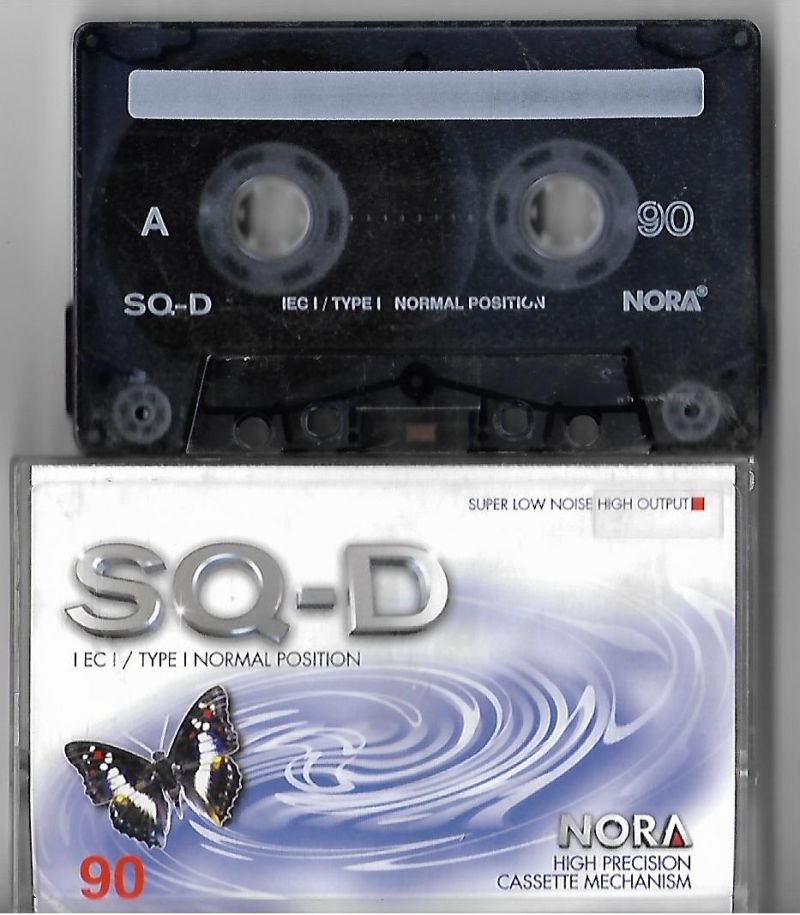 A
90
SQ-D
IEC I / TYPE I NORMAL POSITION
NORA®
SUPER LOW NOISE HIGH OUTPUT
SQ-D
I EC I / TYPE I NORMAL POSITION
NORA
HIGH PRECISION
CASSETTE MECHANISM
90